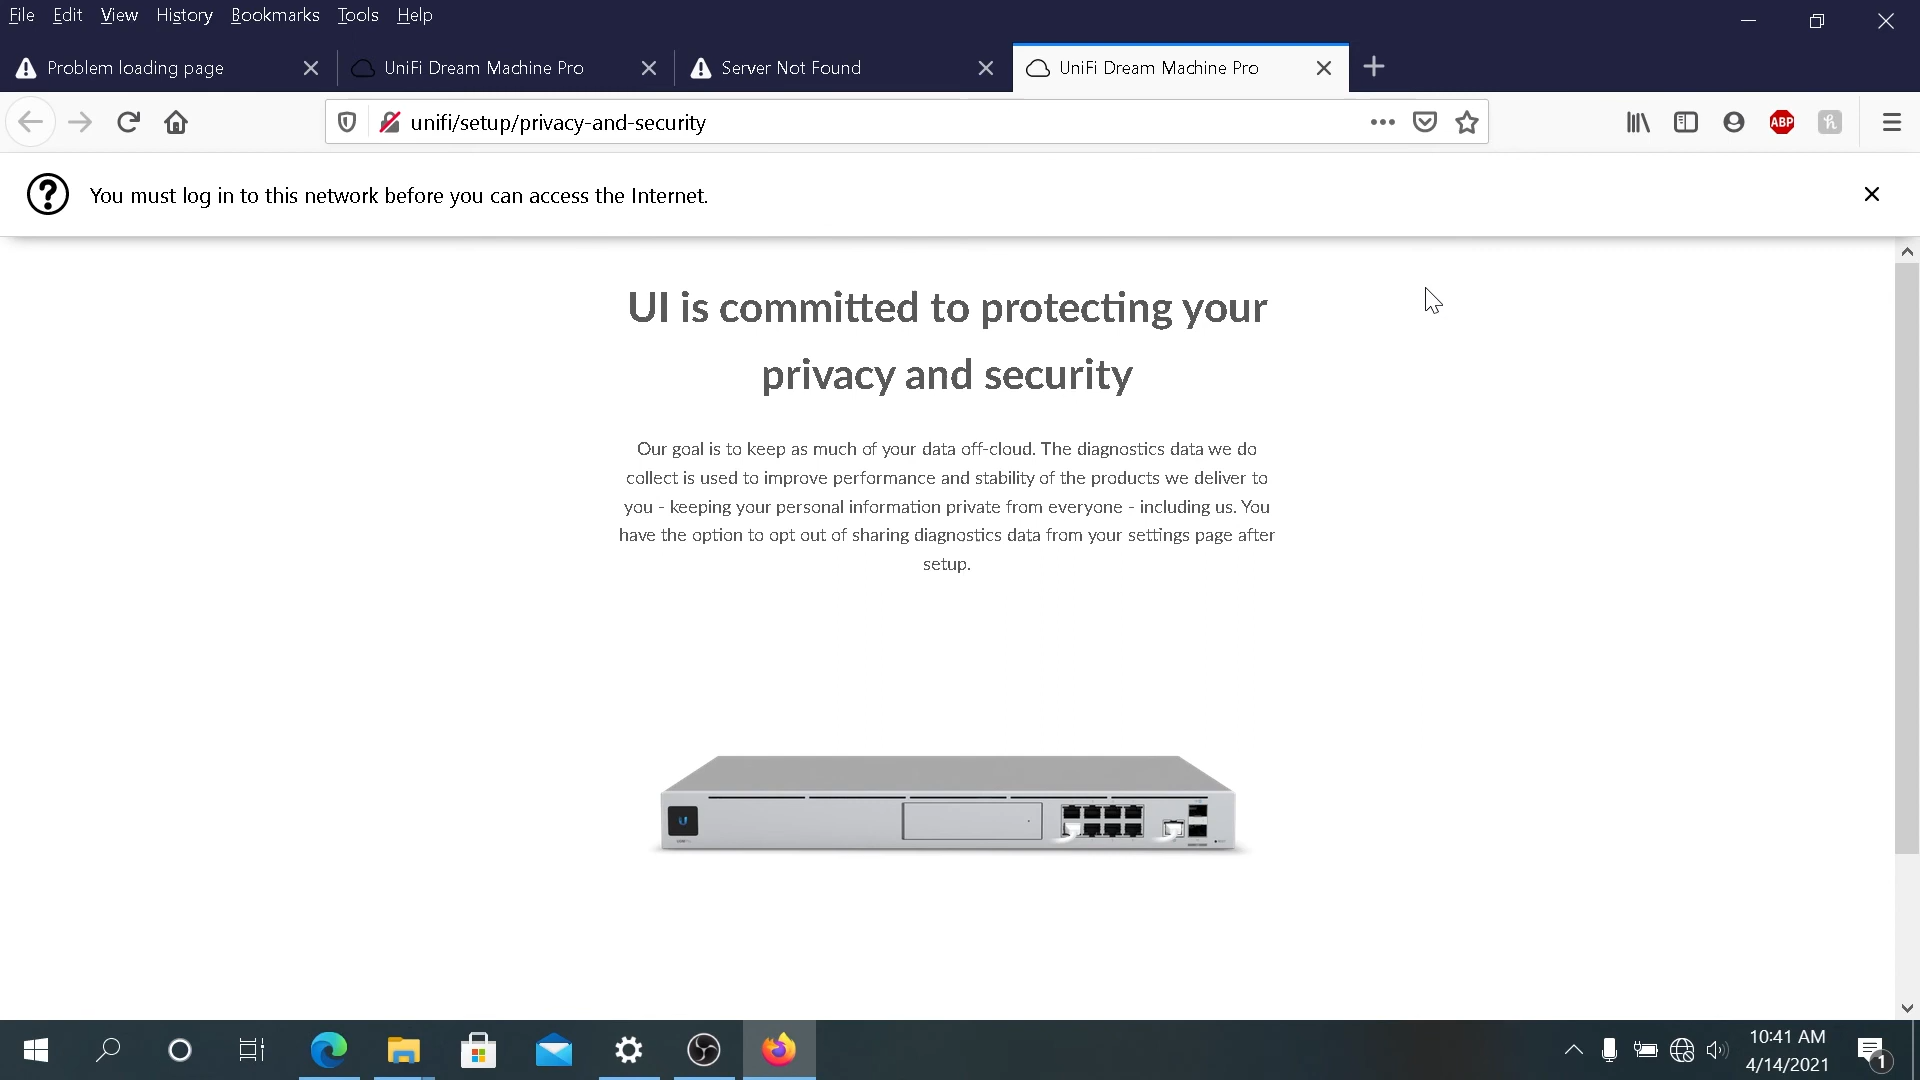 File Edit View History Bookmarks Tools Help
Problem loading page
UniFi Dream Machine Pro
Server Not Found
UniFi Dream Machine Pro
unifi/setup/privacy-and-security
ABP
You must log in to this network before you can access the Internet.
UI is committed to protecting your
privacy and security
Our goal is to keep as much of your data off-cloud. The diagnostics data we do
collect is used to improve performance and stability of the products we deliver to
you - keeping your personal information private from everyone - including us. You
have the option to opt out of sharing diagnostics data from your settings page after
setup.
10:41 AM
4/14/2021
1